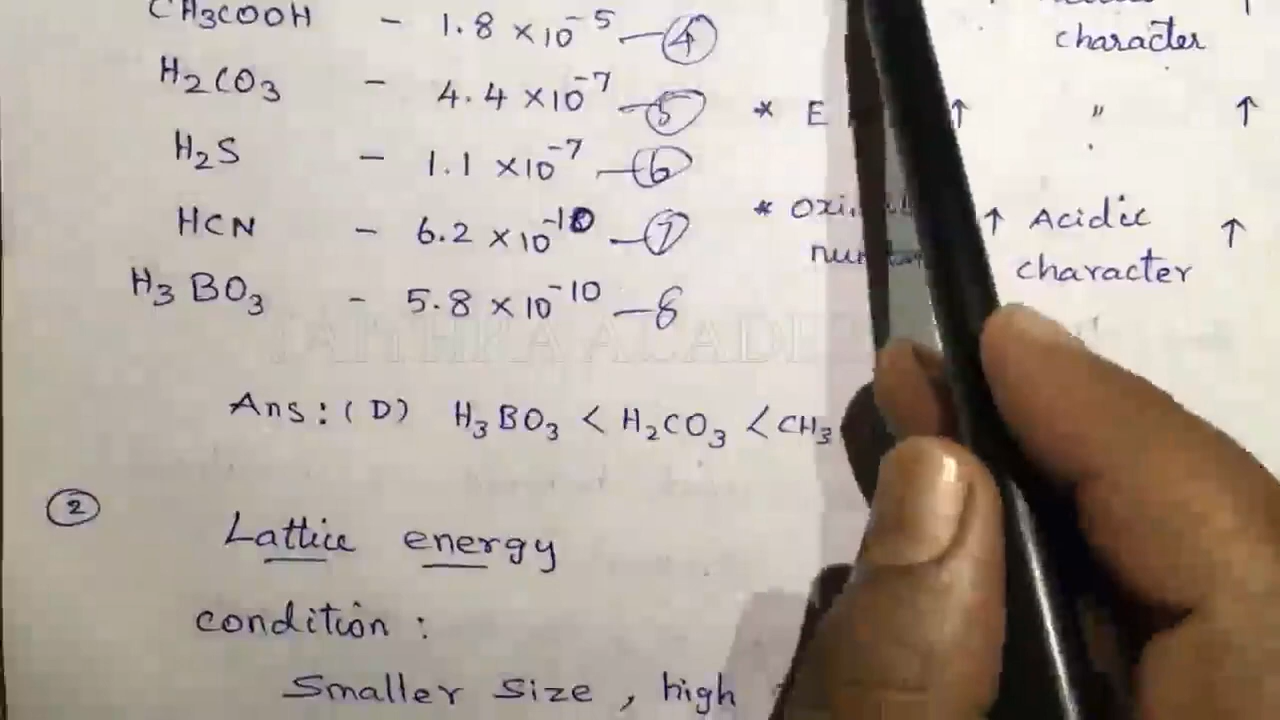 CH3COOH - 1.8 ×10⁻⁵ — ④
character
H2CO3 - 4.4 ×10⁻⁷ — ⑤
* E ↑ " ↑
H2S - 1.1 ×10⁻⁷ — ⑥
HCN - 6.2 ×10⁻¹⁰ — ⑦
* ↑ Acidic ↑
character
H3 BO3 - 5.8 ×10⁻¹⁰ — 8
Ans : (D) H3BO3 < H2CO3 < CH3
② Lattice energy
condition :
Smaller size , high